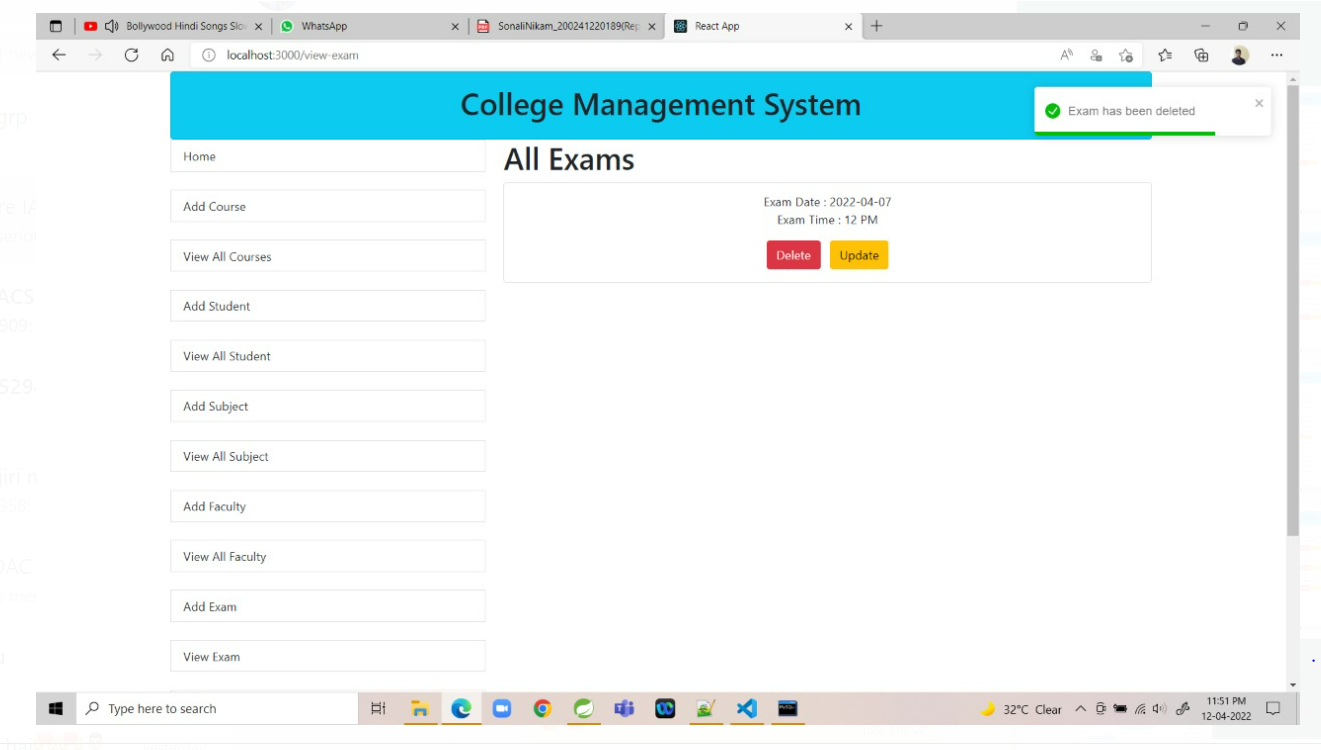 Bollywood Hindi Songs Slo
WhatsApp
SonaliNikam_200241220189(Rep
React App
localhost:3000/view-exam
College Management System
Exam has been deleted
Home
Add Course
View All Courses
Add Student
View All Student
Add Subject
View All Subject
Add Faculty
View All Faculty
Add Exam
View Exam
All Exams
Exam Date : 2022-04-07
Exam Time : 12 PM
Delete
Update
Type here to search
32°C Clear
11:51 PM
12-04-2022